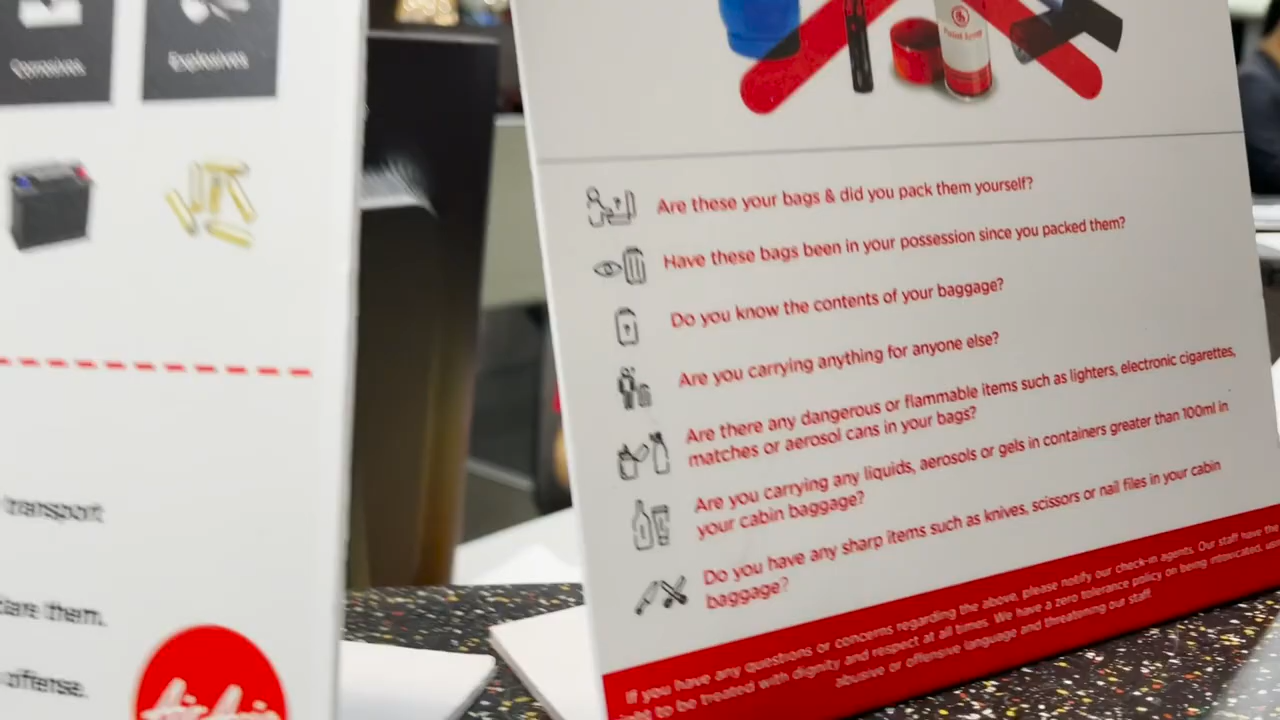 Corrosives
Explosives
transport
lare them.
offense.
AirAsia
Paint Spray
Are these your bags & did you pack them yourself?
Have these bags been in your possession since you packed them?
Do you know the contents of your baggage?
Are you carrying anything for anyone else?
Are there any dangerous or flammable items such as lighters, electronic cigarettes,
matches or aerosol cans in your bags?
Are you carrying any liquids, aerosols or gels in containers greater than 100ml in
your cabin baggage?
Do you have any sharp items such as knives, scissors or nail files in your cabin
baggage?
If you have any questions or concerns regarding the above, please notify our check-in agents. Our staff have the
ight to be treated with dignity and respect at all times. We have a zero tolerance policy on being intoxicated, usi
abusive or offensive language and threatening our staff.